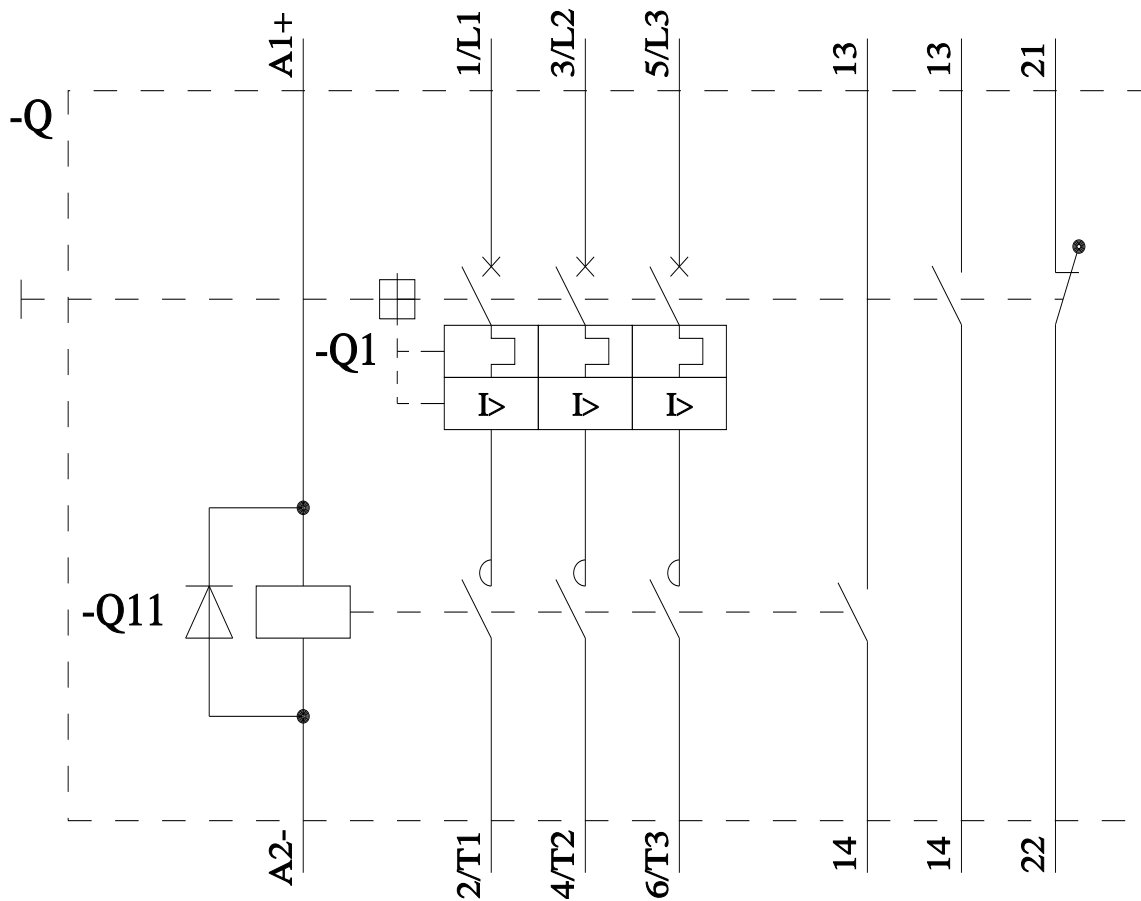 A1+
1/L1
3/L2
5/L3
13
13
21
-Q
-Q1
I>
I>
I>
-Q11
A2-
2/T1
4/T2
6/T3
14
14
22